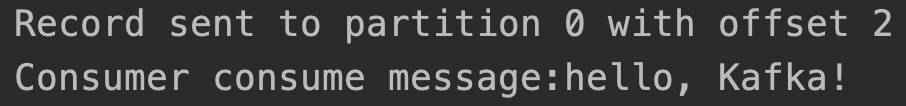 Record sent to partition 0 with offset 2
Consumer consume message:hello, Kafka!